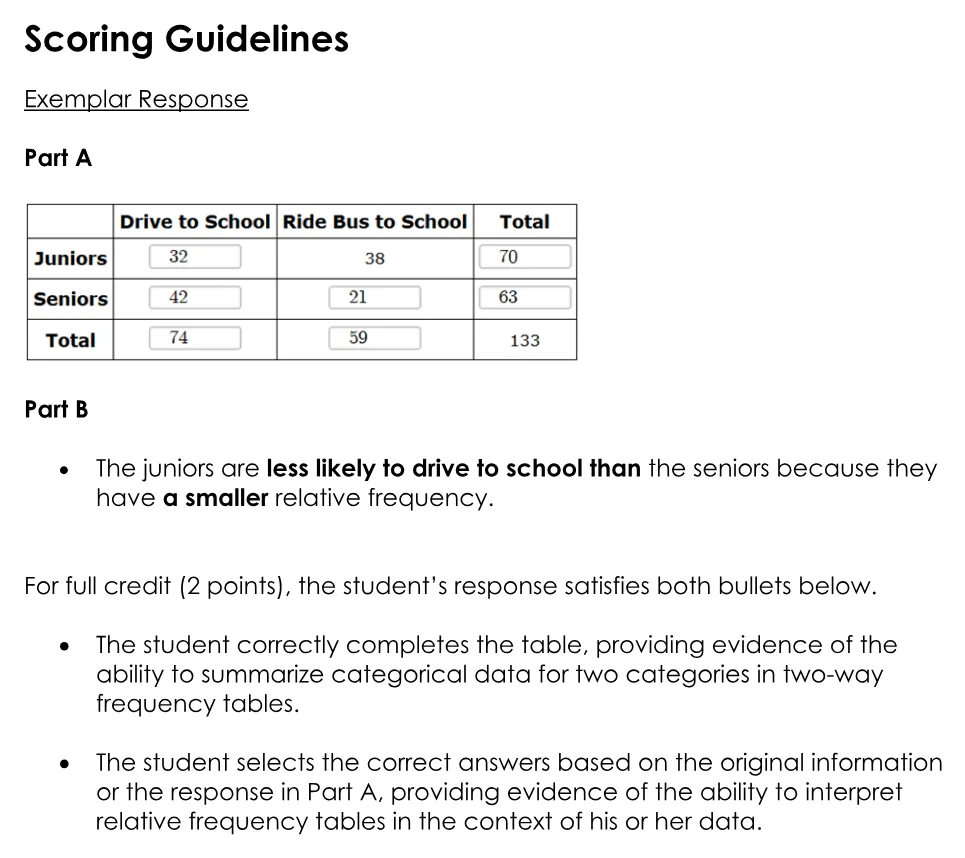 Scoring Guidelines
Exemplar Response
Part A
Drive to School Ride Bus to School Total
Juniors 32 38 70
Seniors 42 21 63
Total 74 59 133
Part B
• The juniors are less likely to drive to school than the seniors because they
have a smaller relative frequency.
For full credit (2 points), the student’s response satisfies both bullets below.
• The student correctly completes the table, providing evidence of the
ability to summarize categorical data for two categories in two-way
frequency tables.
• The student selects the correct answers based on the original information
or the response in Part A, providing evidence of the ability to interpret
relative frequency tables in the context of his or her data.